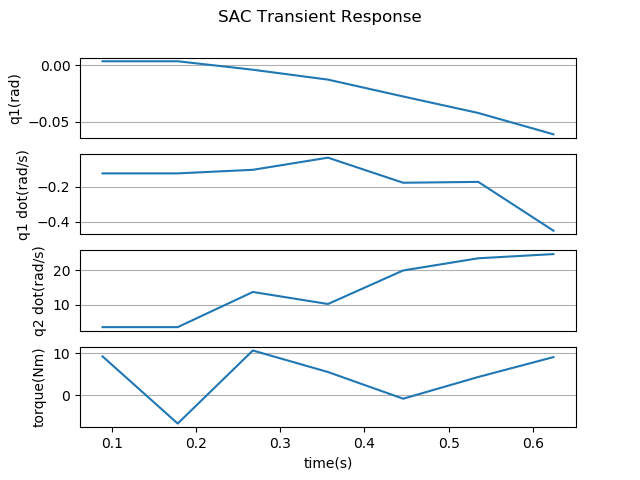 SAC Transient Response
q1(rad)
0.00
−0.05
q1 dot(rad/s)
−0.2
−0.4
q2 dot(rad/s)
20
10
torque(Nm)
10
0
0.1 0.2 0.3 0.4 0.5 0.6
time(s)